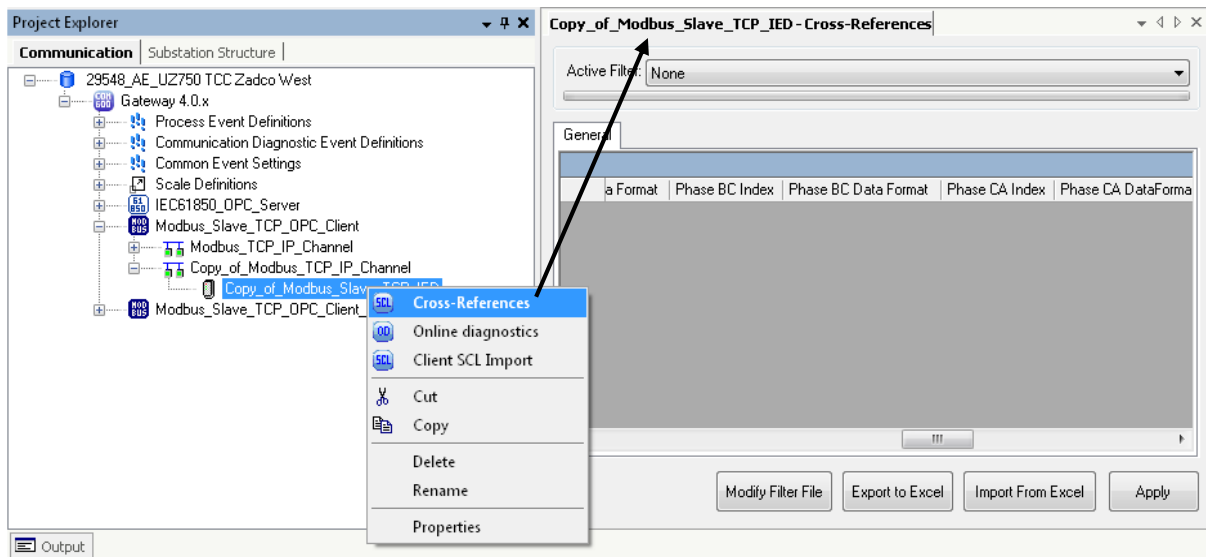 Project Explorer
Communication
Substation Structure
29548_AE_UZ750 TCC Zadco West
Gateway 4.0.x
Process Event Definitions
Communication Diagnostic Event Definitions
Common Event Settings
Scale Definitions
IEC61850_OPC_Server
Modbus_Slave_TCP_OPC_Client
Modbus_TCP_IP_Channel
Copy_of_Modbus_TCP_IP_Channel
Copy_of_Modbus_Slave_TCP_IED
Modbus_Slave_TCP_OPC_Client_
Cross-References
Online diagnostics
Client SCL Import
Cut
Copy
Delete
Rename
Properties
Output
Copy_of_Modbus_Slave_TCP_IED - Cross-References
Active Filter: None
General
a Format Phase BC Index Phase BC Data Format Phase CA Index Phase CA DataForma
Modify Filter File Export to Excel Import From Excel Apply